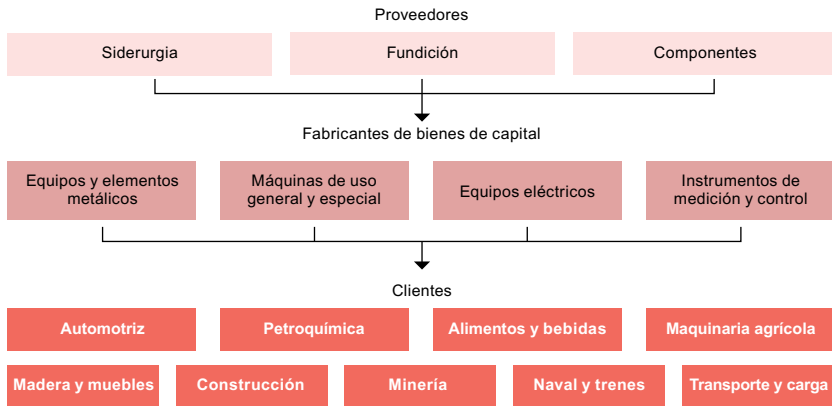 Proveedores
Siderurgia
Fundición
Componentes
Fabricantes de bienes de capital
Equipos y elementos
metálicos
Máquinas de uso
general y especial
Equipos eléctricos
Instrumentos de
medición y control
Clientes
Automotriz
Petroquímica
Alimentos y bebidas
Maquinaria agrícola
Madera y muebles
Construcción
Minería
Naval y trenes
Transporte y carga